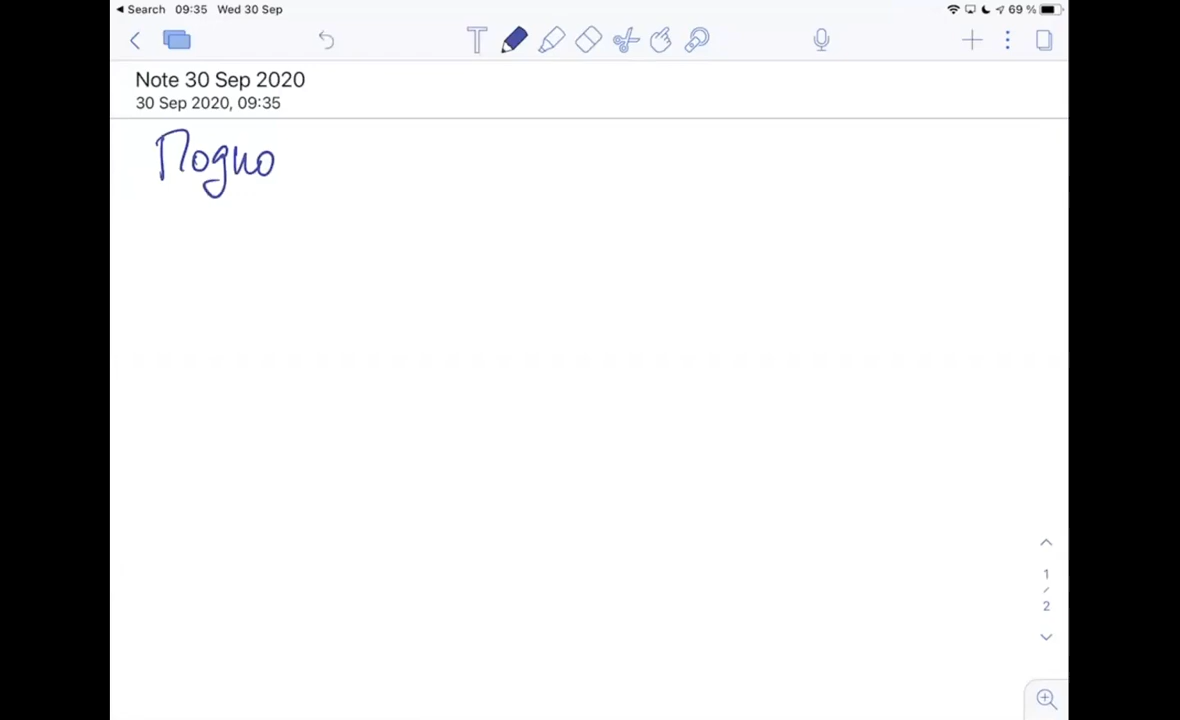 Search 09:35 Wed 30 Sep 69 %
T
Note 30 Sep 2020
30 Sep 2020, 09:35
Подно
1
/
2